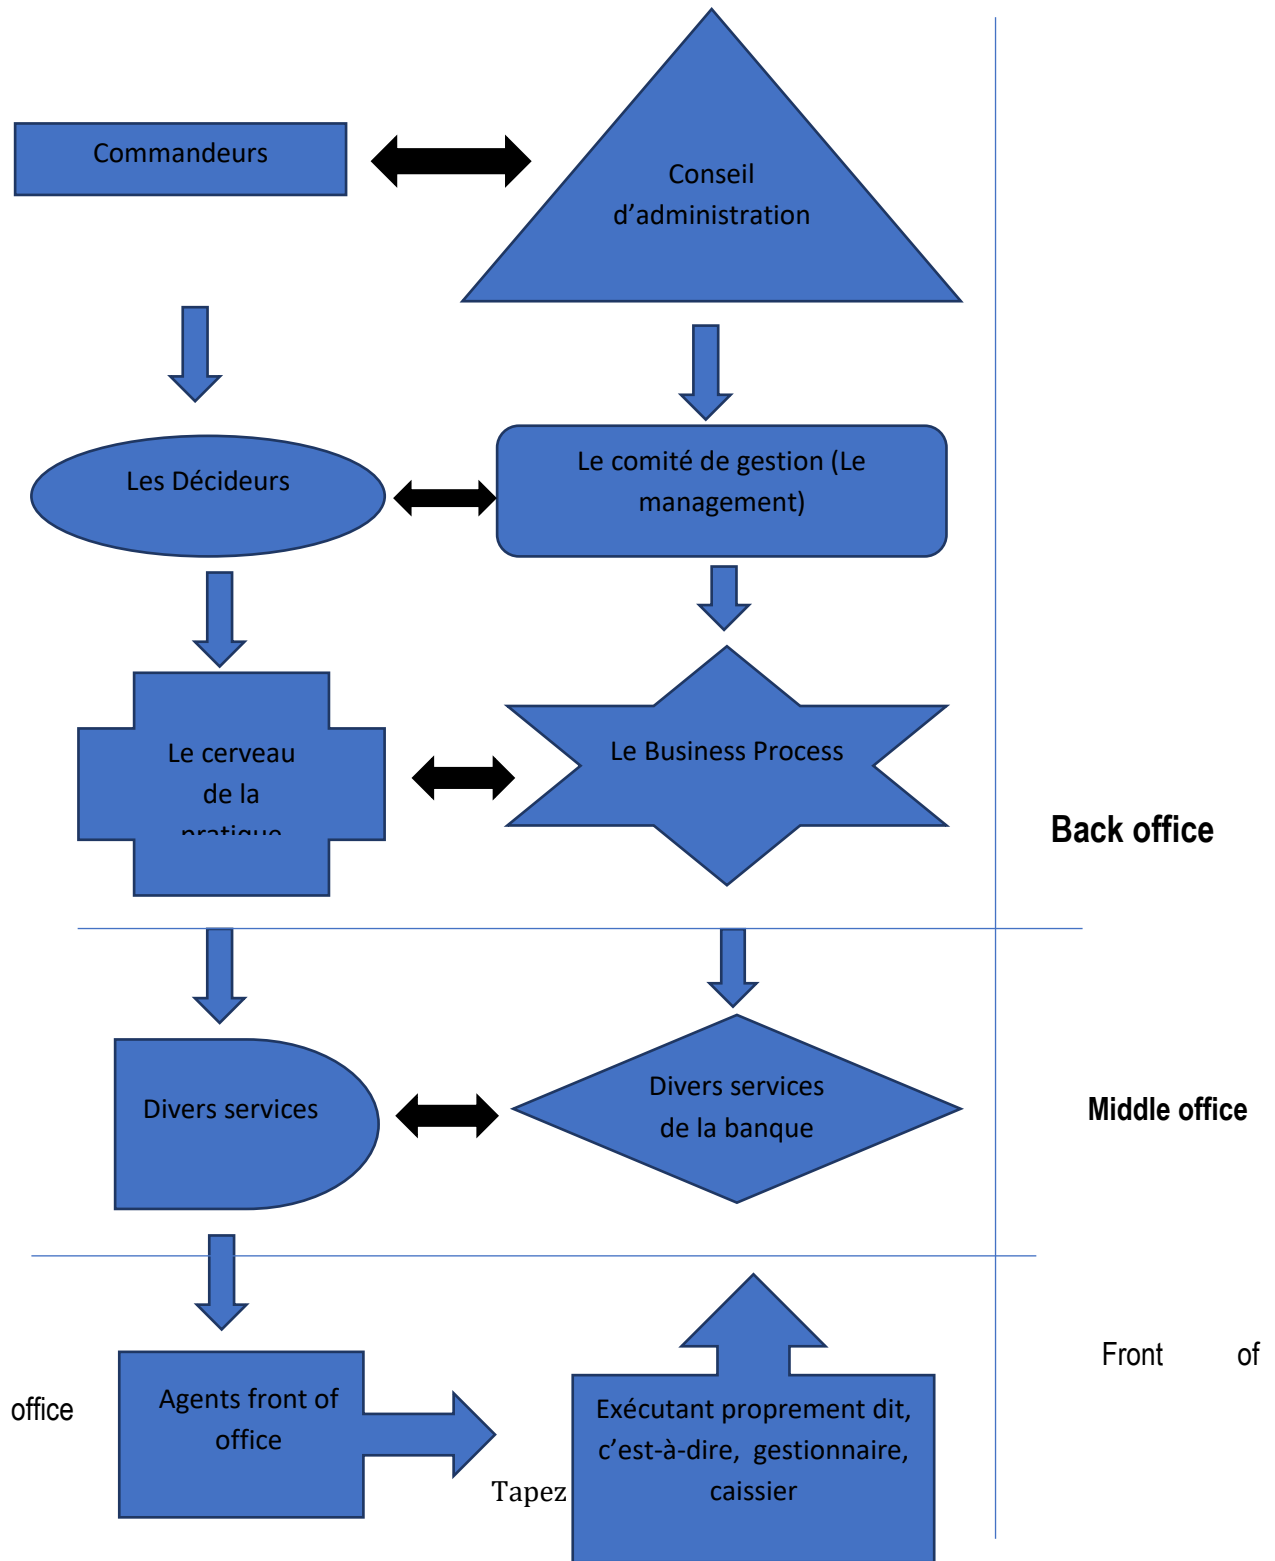 Commandeurs
Conseil
d’administration
Les Décideurs
Le comité de gestion (Le
management)
Le cerveau
de la
pratique
Le Business Process
Back office
Divers services
Divers services
de la banque
Middle office
Front of
office
Agents front of
office
Exécutant proprement dit,
c’est-à-dire, gestionnaire,
caissier
Tapez